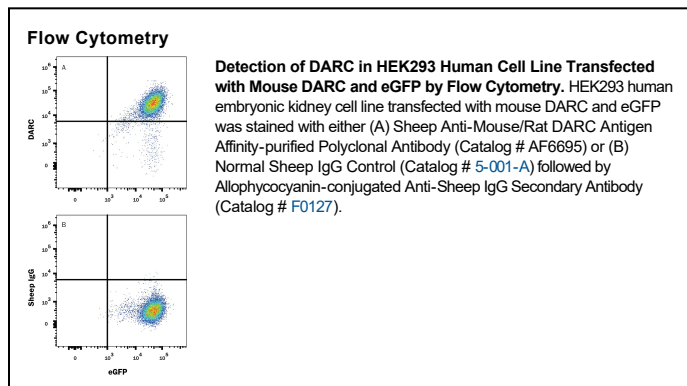 Flow Cytometry
A
10⁶
10⁵
10⁴
10³
0
DARC
0
10³
10⁴
10⁵
B
10⁶
10⁵
10⁴
10³
0
Sheep IgG
0
10³
10⁴
10⁵
eGFP
Detection of DARC in HEK293 Human Cell Line Transfected
with Mouse DARC and eGFP by Flow Cytometry. HEK293 human
embryonic kidney cell line transfected with mouse DARC and eGFP
was stained with either (A) Sheep Anti-Mouse/Rat DARC Antigen
Affinity-purified Polyclonal Antibody (Catalog # AF6695) or (B)
Normal Sheep IgG Control (Catalog # 5-001-A) followed by
Allophycocyanin-conjugated Anti-Sheep IgG Secondary Antibody
(Catalog # F0127).